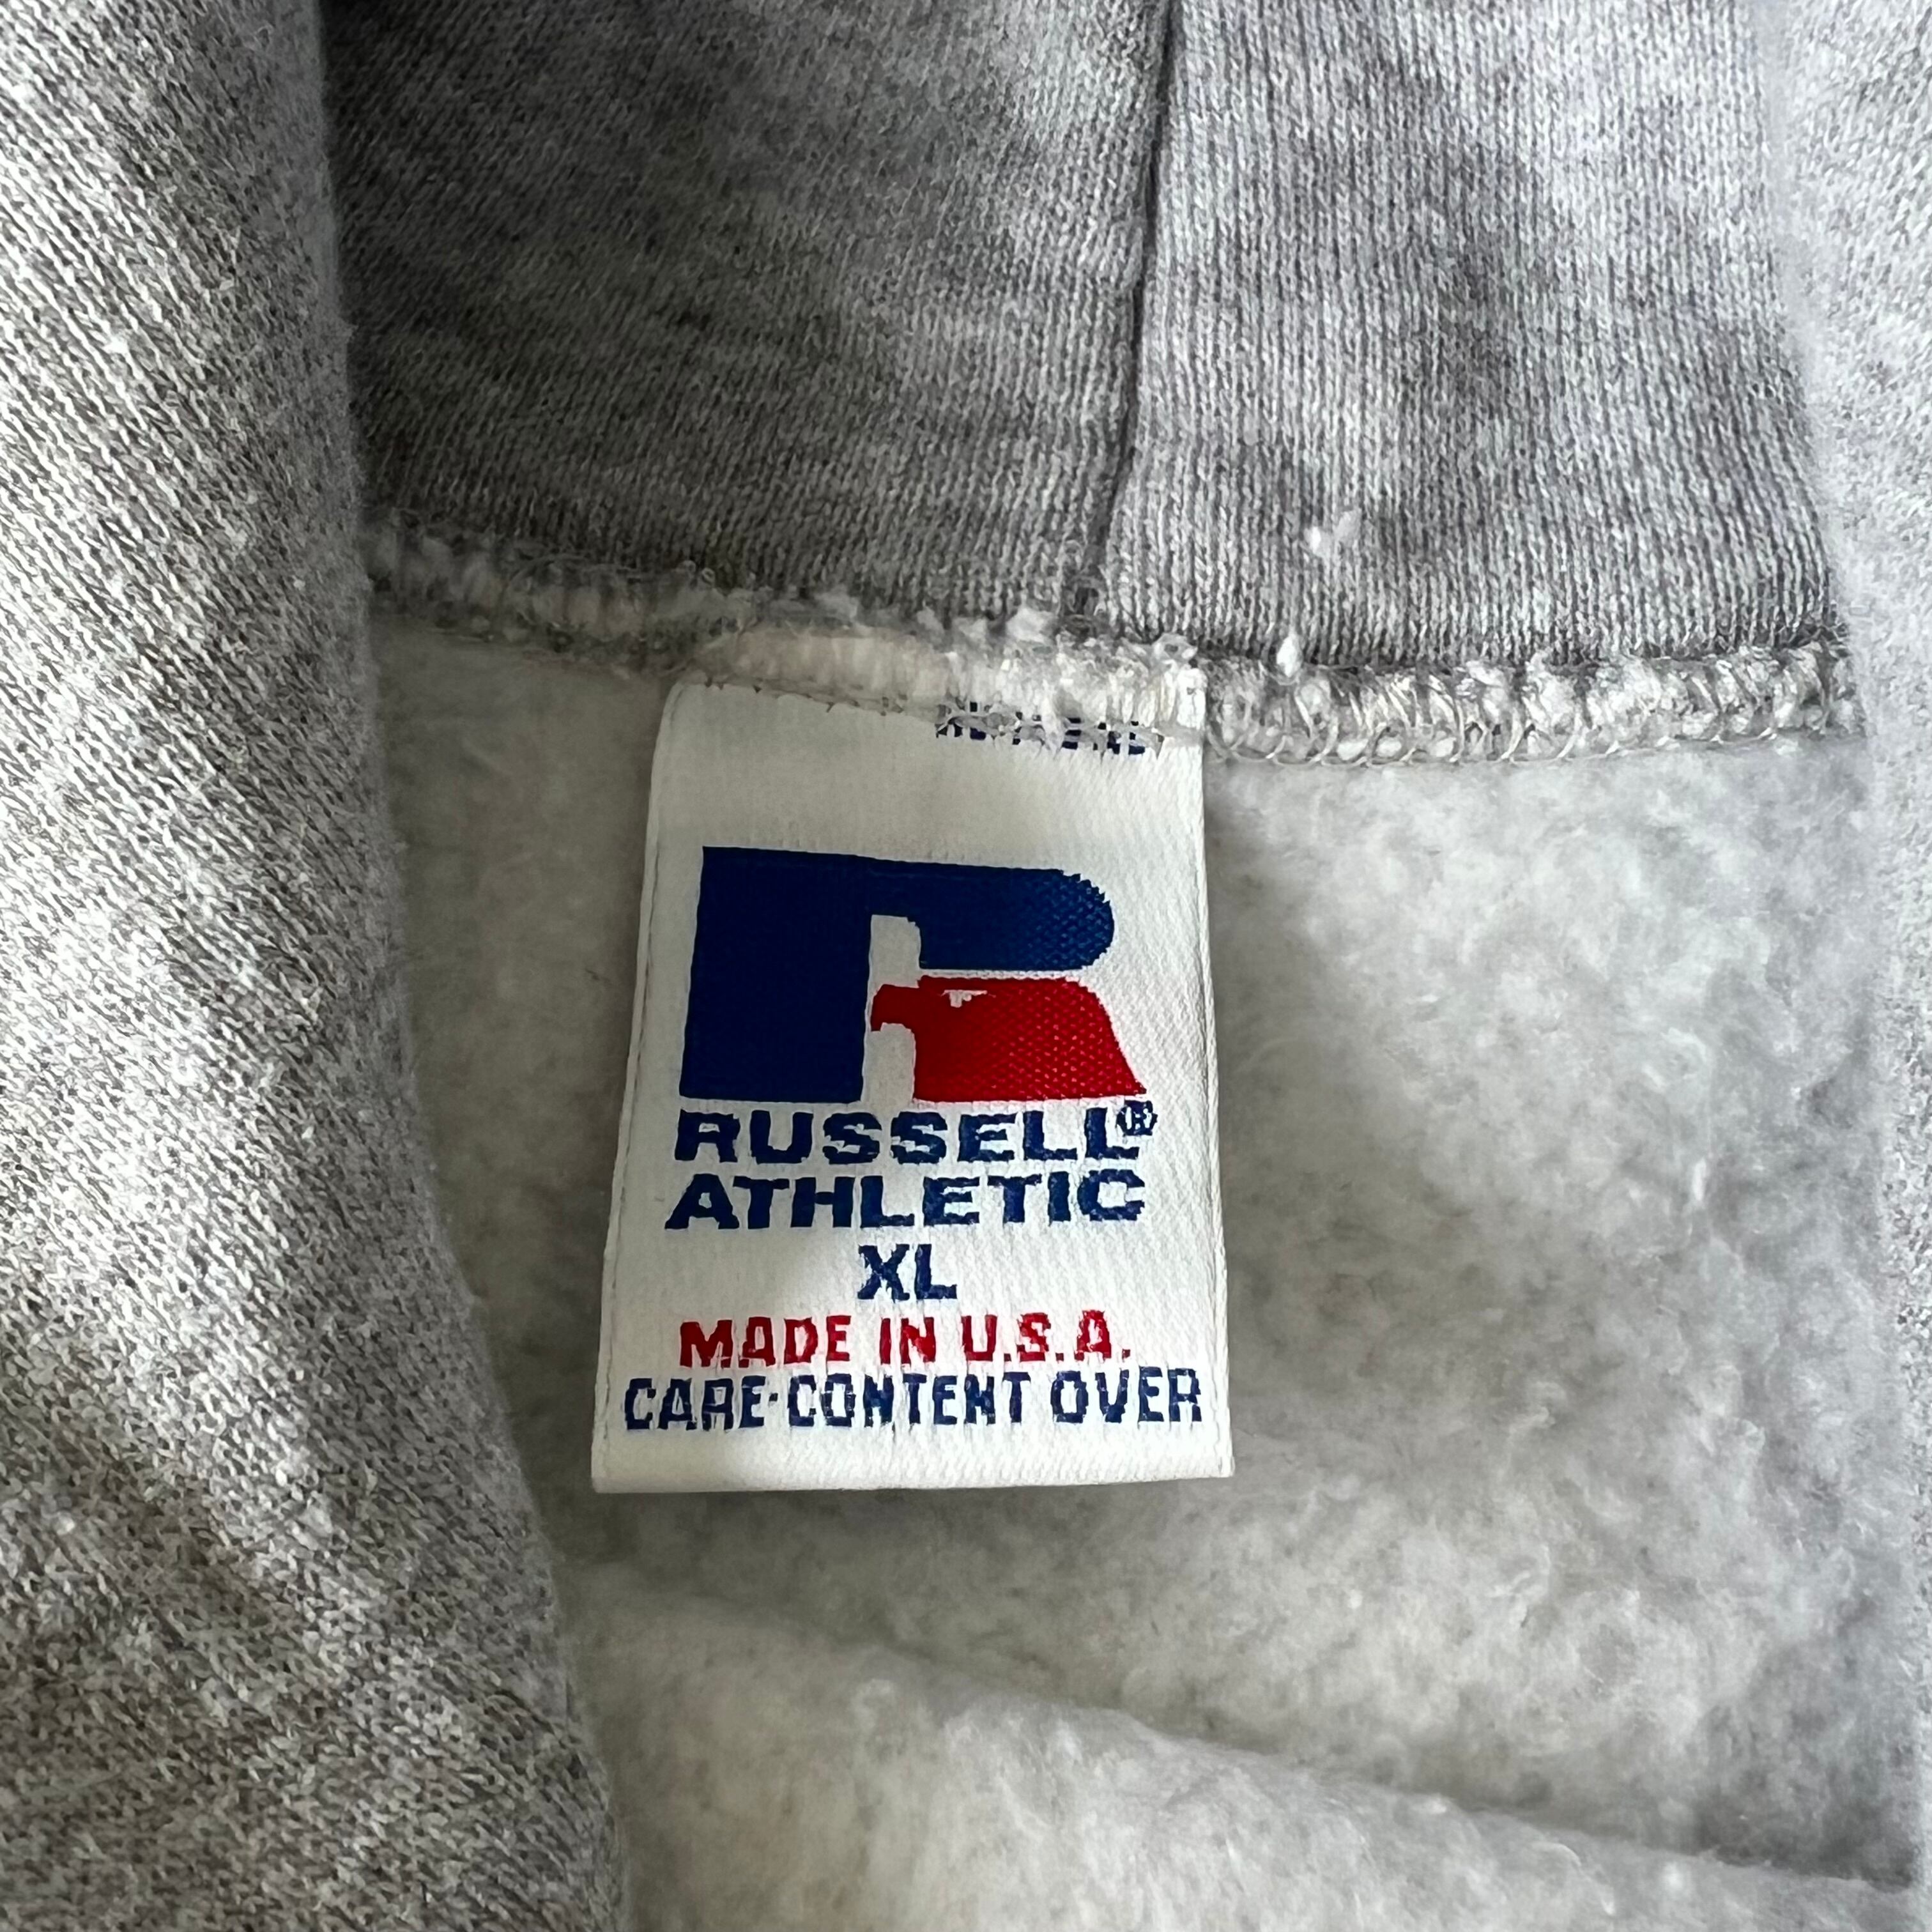 RUSSELL®
ATHLETIC
XL
MADE IN U.S.A.
CARE·CONTENT OVER